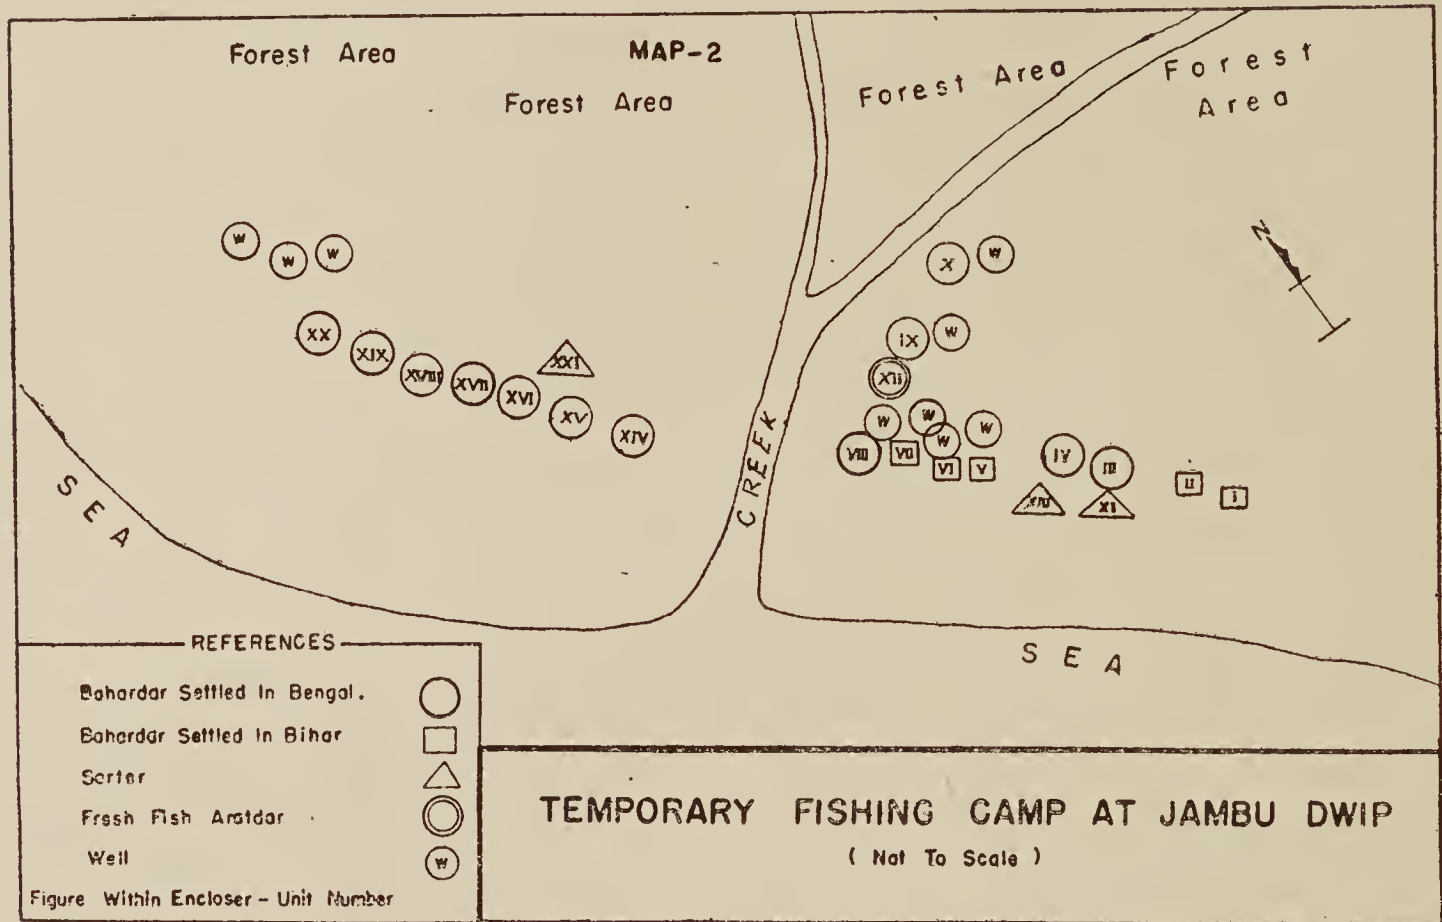 MAP-2
Forest Area
Forest Area
Forest Area
Forest
Area
N
W
W
W
X
W
XX
XIX
XVIII
XVII
XVI
XXI
XV
XIV
IX
W
XII
W
W
W
W
VIII
VII
VI
V
IV
III
II
I
XIII
XI
CREEK
SEA
SEA
REFERENCES
Bahardar Settled In Bengal.
Bahardar Settled In Bihar
Sorter
Fresh Fish Aratdar
Well
W
Figure Within Encloser - Unit Number
TEMPORARY FISHING CAMP AT JAMBU DWIP
( Not To Scale )